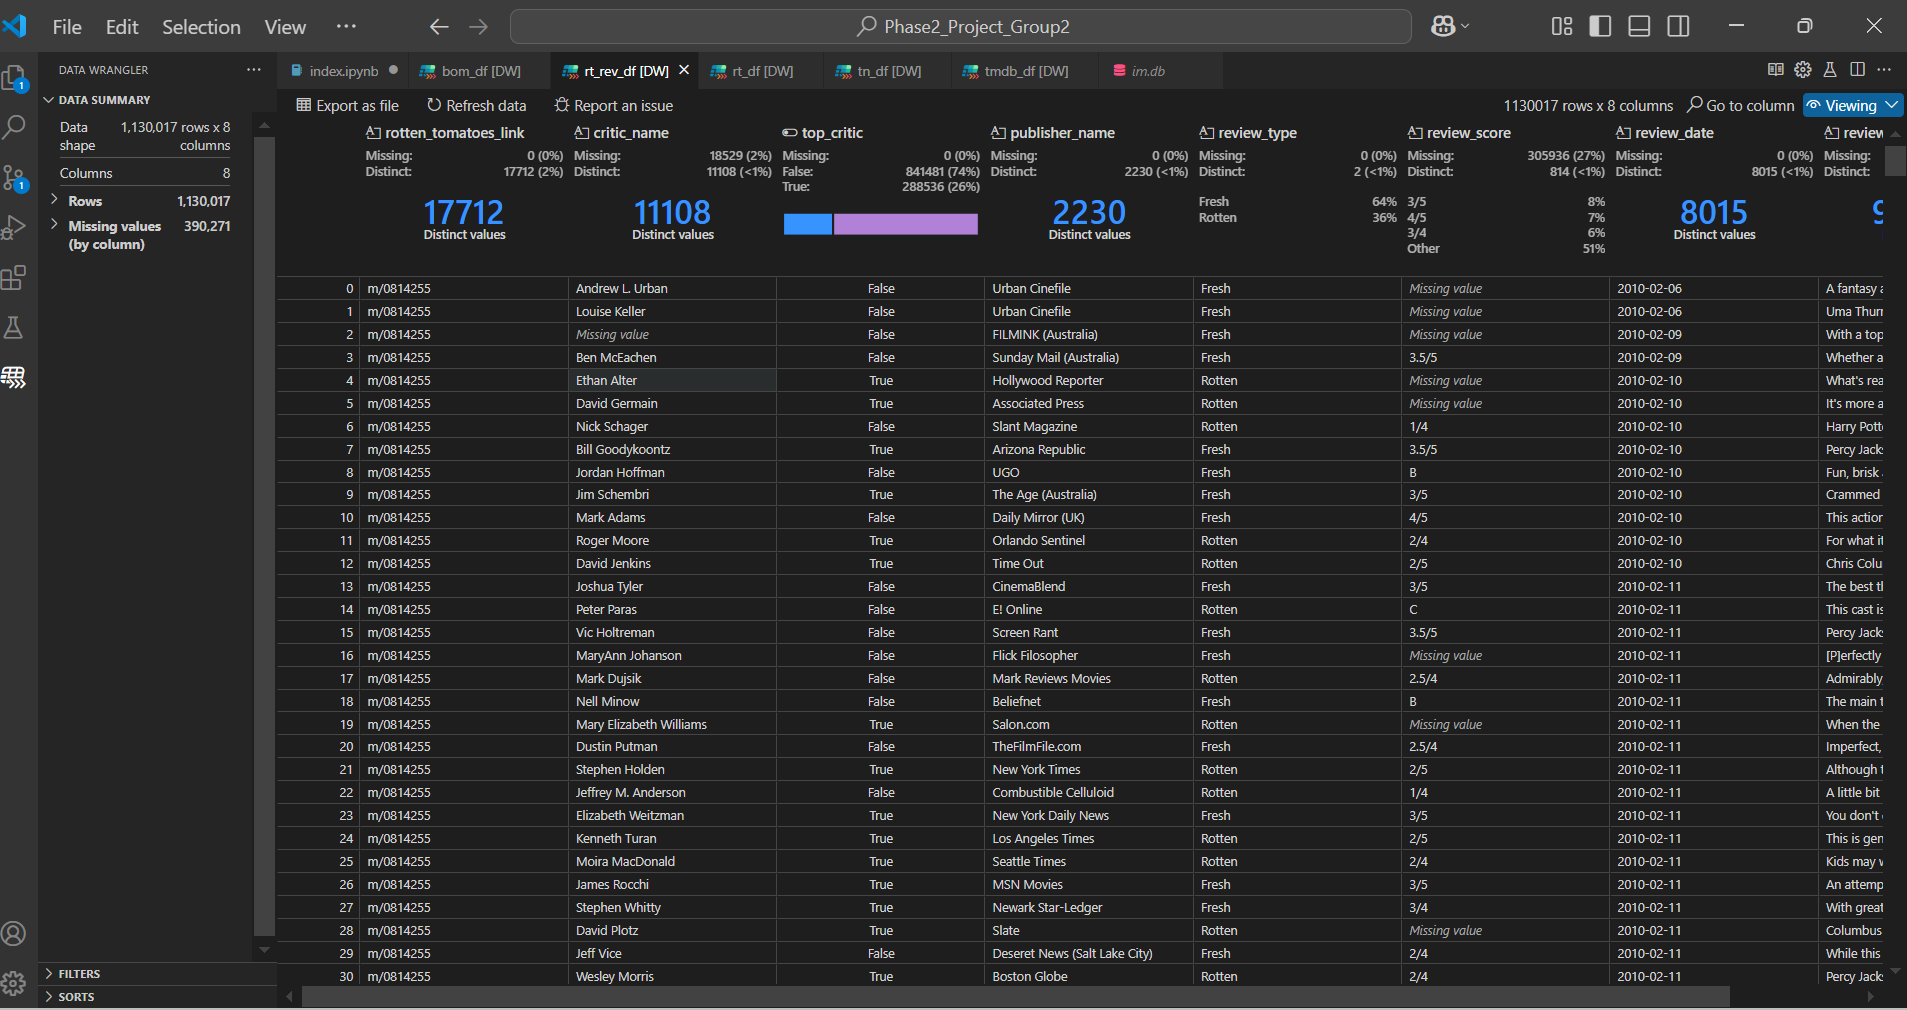 File Edit Selection View ··· Phase2_Project_Group2
DATA WRANGLER ···
index.ipynb bom_df [DW] rt_rev_df [DW] rt_df [DW] tn_df [DW] tmdb_df [DW] im.db
DATA SUMMARY
Data shape 1,130,017 rows x 8 columns
Columns 8
Rows 1,130,017
Missing values (by column) 390,271
FILTERS
SORTS
1
1
Export as file Refresh data Report an issue 1130017 rows x 8 columns Go to column Viewing
rotten_tomatoes_link critic_name top_critic publisher_name review_type review_score review_date review
Missing: 0 (0%) Missing: 18529 (2%) Missing: 0 (0%) Missing: 0 (0%) Missing: 0 (0%) Missing: 305936 (27%) Missing: 0 (0%) Missing:
Distinct: 17712 (2%) Distinct: 11108 (<1%) False: 841481 (74%) Distinct: 2230 (<1%) Distinct: 2 (<1%) Distinct: 814 (<1%) Distinct: 8015 (<1%) Distinct:
True: 288536 (26%)
17712 11108 2230 Fresh 64% 3/5 8% 8015 9
Distinct values Distinct values Distinct values Rotten 36% 4/5 7% Distinct values
3/4 6%
Other 51%
0 m/0814255 Andrew L. Urban False Urban Cinefile Fresh Missing value 2010-02-06 A fantasy a
1 m/0814255 Louise Keller False Urban Cinefile Fresh Missing value 2010-02-06 Uma Thurr
2 m/0814255 Missing value False FILMINK (Australia) Fresh Missing value 2010-02-09 With a top
3 m/0814255 Ben McEachen False Sunday Mail (Australia) Fresh 3.5/5 2010-02-09 Whether a
4 m/0814255 Ethan Alter True Hollywood Reporter Rotten Missing value 2010-02-10 What's rea
5 m/0814255 David Germain True Associated Press Rotten Missing value 2010-02-10 It's more a
6 m/0814255 Nick Schager False Slant Magazine Rotten 1/4 2010-02-10 Harry Pott
7 m/0814255 Bill Goodykoontz True Arizona Republic Fresh 3.5/5 2010-02-10 Percy Jack
8 m/0814255 Jordan Hoffman False UGO Fresh B 2010-02-10 Fun, brisk
9 m/0814255 Jim Schembri True The Age (Australia) Fresh 3/5 2010-02-10 Crammed
10 m/0814255 Mark Adams False Daily Mirror (UK) Fresh 4/5 2010-02-10 This action
11 m/0814255 Roger Moore True Orlando Sentinel Rotten 2/4 2010-02-10 For what it
12 m/0814255 David Jenkins True Time Out Rotten 2/5 2010-02-10 Chris Colu
13 m/0814255 Joshua Tyler False CinemaBlend Fresh 3/5 2010-02-11 The best th
14 m/0814255 Peter Paras False E! Online Rotten C 2010-02-11 This cast is
15 m/0814255 Vic Holtreman False Screen Rant Fresh 3.5/5 2010-02-11 Percy Jack
16 m/0814255 MaryAnn Johanson False Flick Filosopher Fresh Missing value 2010-02-11 [P]erfectly
17 m/0814255 Mark Dujsik False Mark Reviews Movies Rotten 2.5/4 2010-02-11 Admirably
18 m/0814255 Nell Minow False Beliefnet Fresh B 2010-02-11 The main t
19 m/0814255 Mary Elizabeth Williams True Salon.com Rotten Missing value 2010-02-11 When the
20 m/0814255 Dustin Putman False TheFilmFile.com Fresh 2.5/4 2010-02-11 Imperfect,
21 m/0814255 Stephen Holden True New York Times Rotten 2/5 2010-02-11 Although t
22 m/0814255 Jeffrey M. Anderson False Combustible Celluloid Rotten 1/4 2010-02-11 A little bit
23 m/0814255 Elizabeth Weitzman True New York Daily News Fresh 3/5 2010-02-11 You don't
24 m/0814255 Kenneth Turan True Los Angeles Times Rotten 2/5 2010-02-11 This is gen
25 m/0814255 Moira MacDonald True Seattle Times Rotten 2/4 2010-02-11 Kids may w
26 m/0814255 James Rocchi True MSN Movies Fresh 3/5 2010-02-11 An attemp
27 m/0814255 Stephen Whitty True Newark Star-Ledger Fresh 3/4 2010-02-11 With great
28 m/0814255 David Plotz True Slate Rotten Missing value 2010-02-11 Columbus
29 m/0814255 Jeff Vice False Deseret News (Salt Lake City) Fresh 2/4 2010-02-11 While this
30 m/0814255 Wesley Morris True Boston Globe Rotten 2/4 2010-02-11 Percy Jack